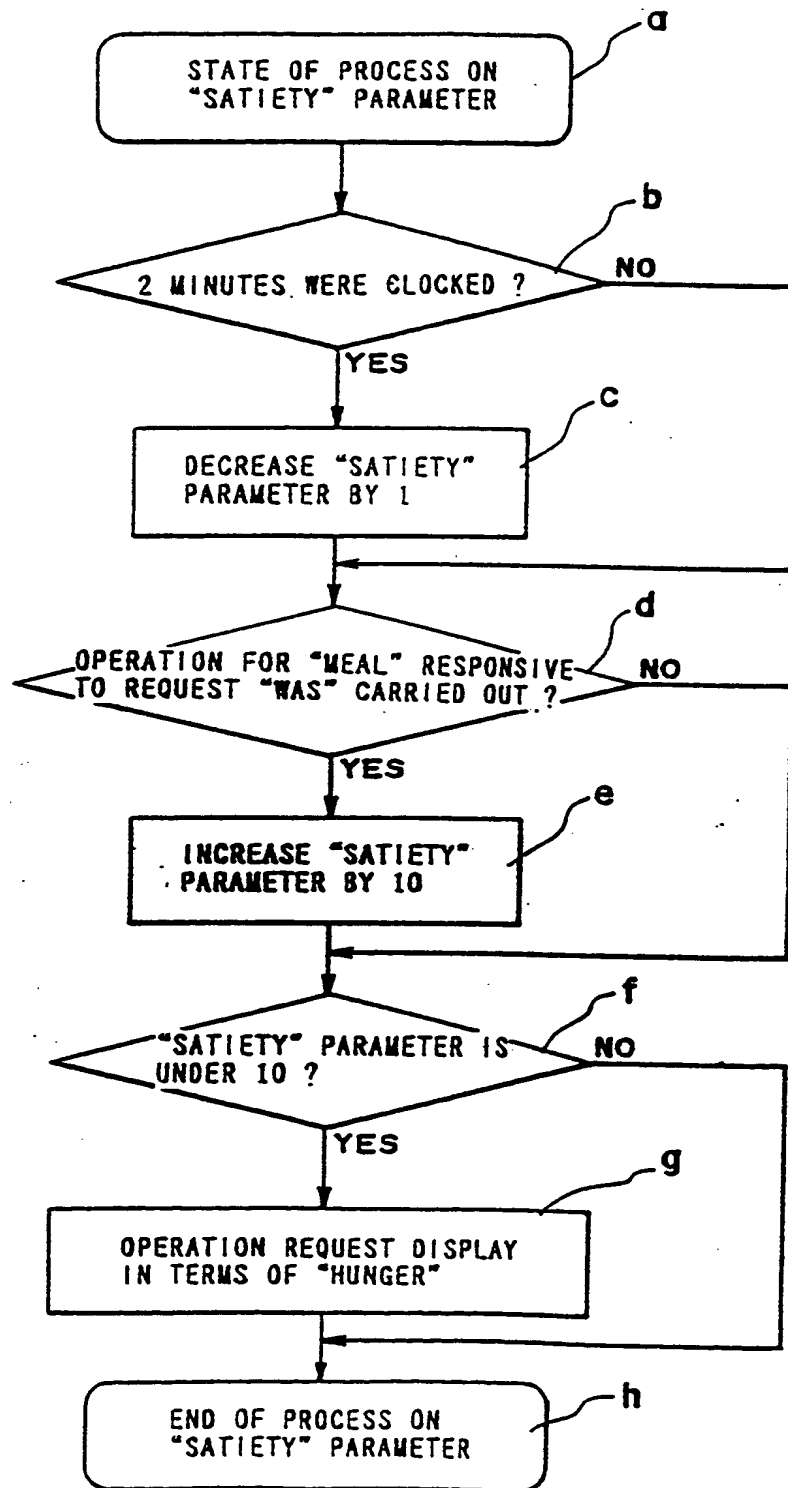 a
STATE OF PROCESS ON
"SATIETY" PARAMETER
b
2 MINUTES WERE CLOCKED ?
NO
YES
c
DECREASE "SATIETY"
PARAMETER BY 1
d
OPERATION FOR "MEAL" RESPONSIVE
TO REQUEST "WAS" CARRIED OUT ?
NO
YES
e
INCREASE "SATIETY"
PARAMETER BY 10
f
"SATIETY" PARAMETER IS
UNDER 10 ?
NO
YES
g
OPERATION REQUEST DISPLAY
IN TERMS OF "HUNGER"
h
END OF PROCESS ON
"SATIETY" PARAMETER